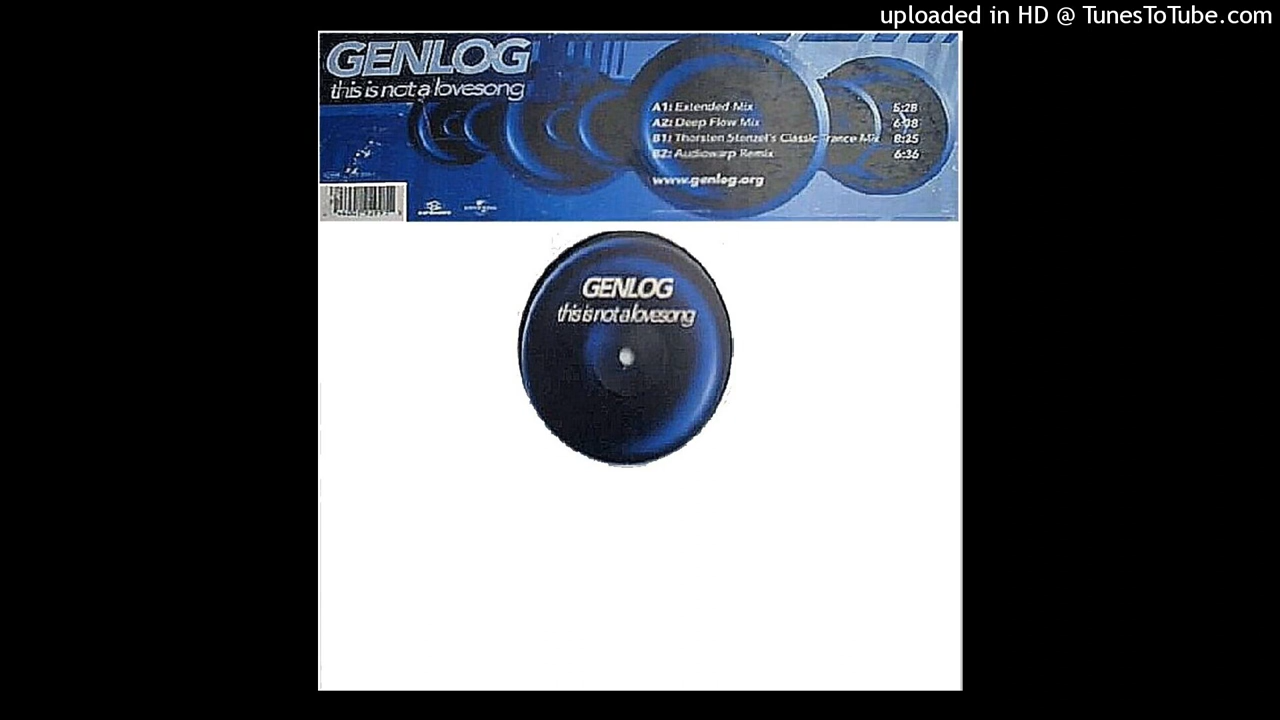 uploaded in HD @ TunesToTube.com
GENLOG
this is not a lovesong
A1: Extended Mix 5:28
A2: Deep Flow Mix 6:38
B1: Thorsten Stenzel's Classic Trance Mix 8:25
B2: Audiowarp Remix 6:36
www.genlog.org
GENLOG
this is not a lovesong